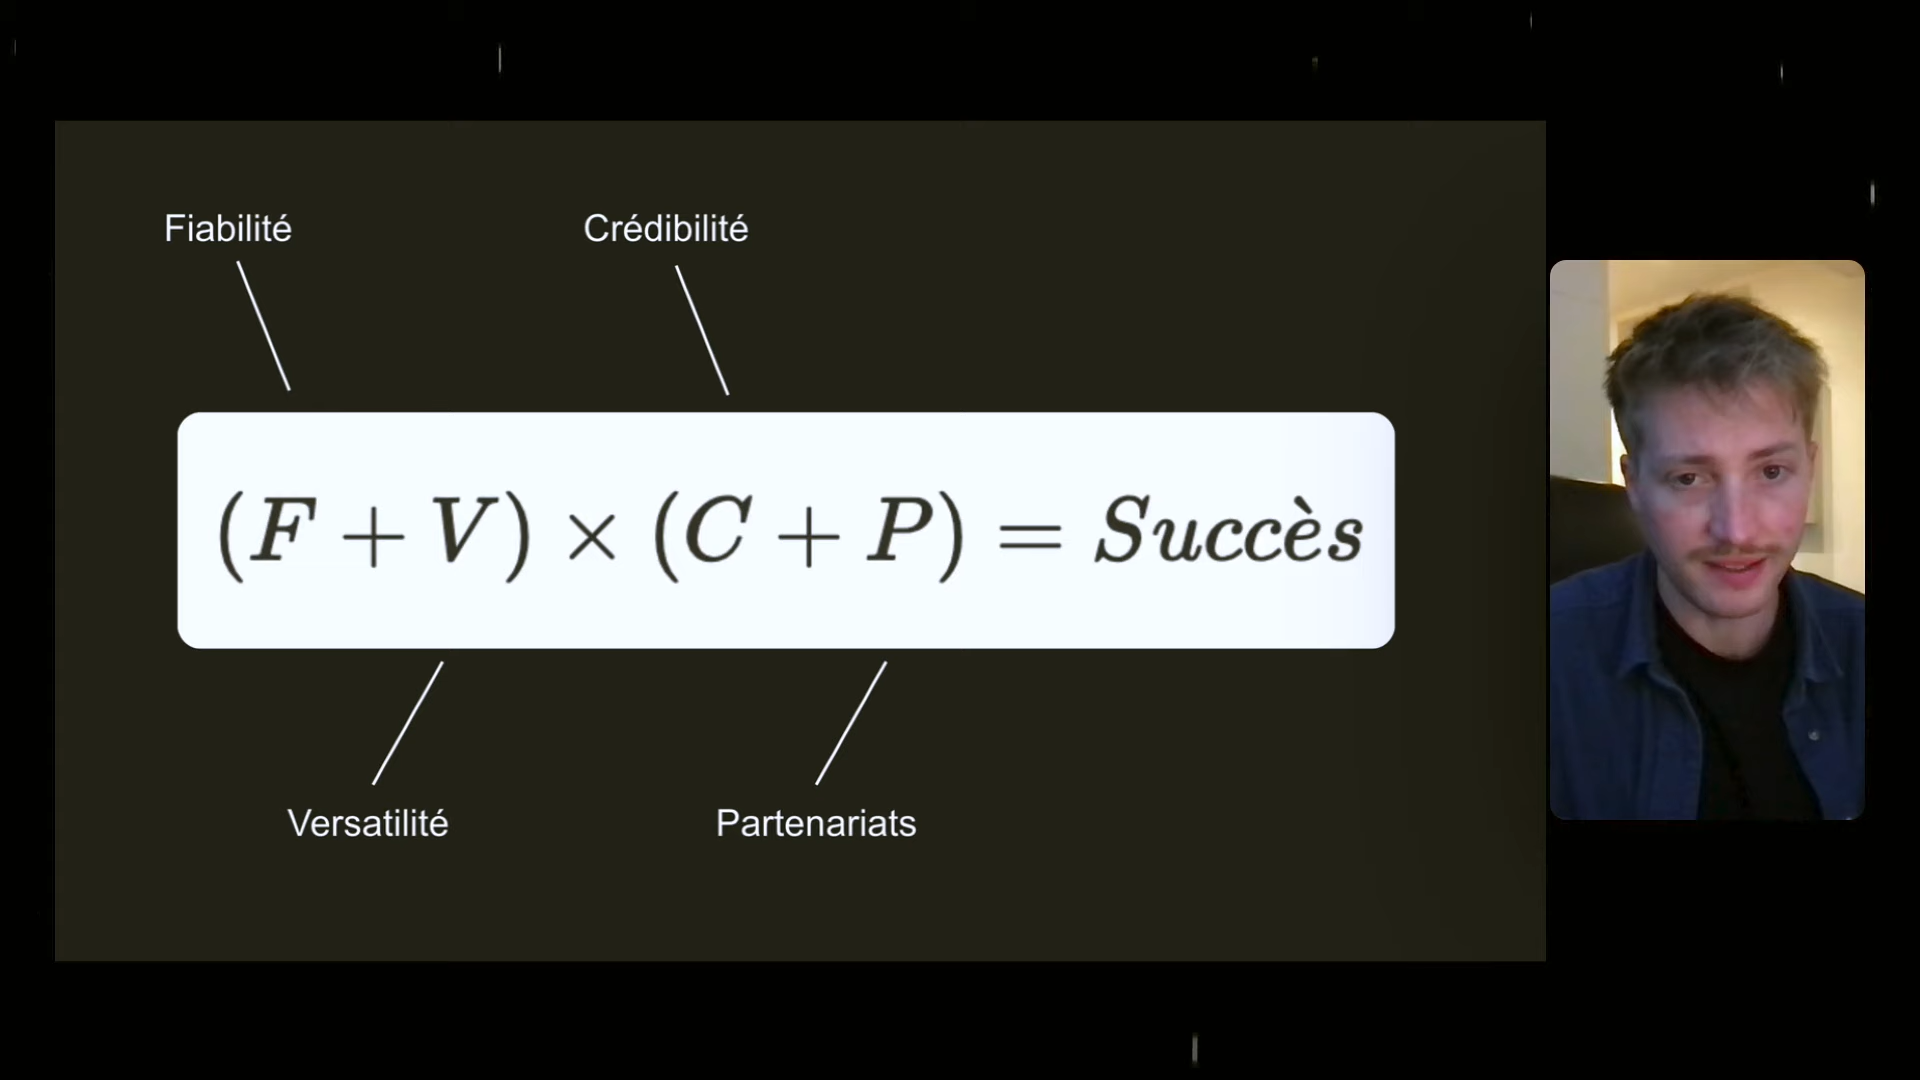 Fiabilité
Crédibilité
(F + V) × (C + P) = Succès
Versatilité
Partenariats